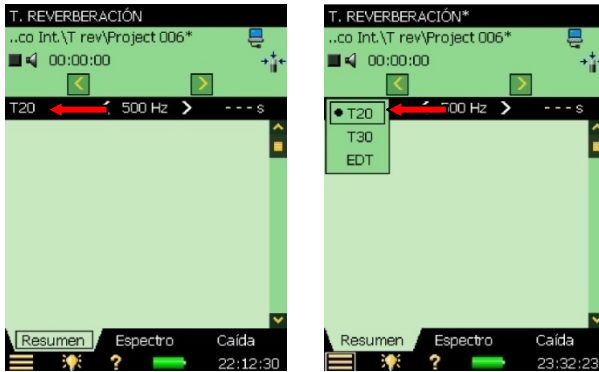 T. REVERBERACIÓN
..co Int.\T rev\Project 006*
00:00:00
< >
T20 500 Hz > - - - s
Resumen Espectro Caída
? 22:12:30
T. REVERBERACIÓN*
..co Int.\T rev\Project 006*
00:00:00
< >
T20 500 Hz > - - - s
T30
EDT
Resumen Espectro Caída
? 23:32:23